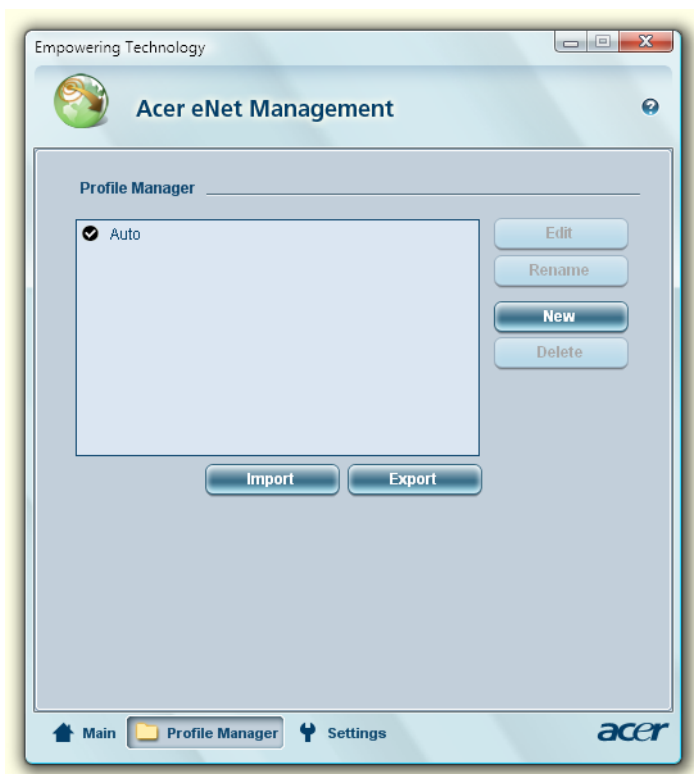 Empowering Technology
Acer eNet Management
Profile Manager
Auto
Edit
Rename
New
Delete
Import
Export
Main
Profile Manager
Settings
acer